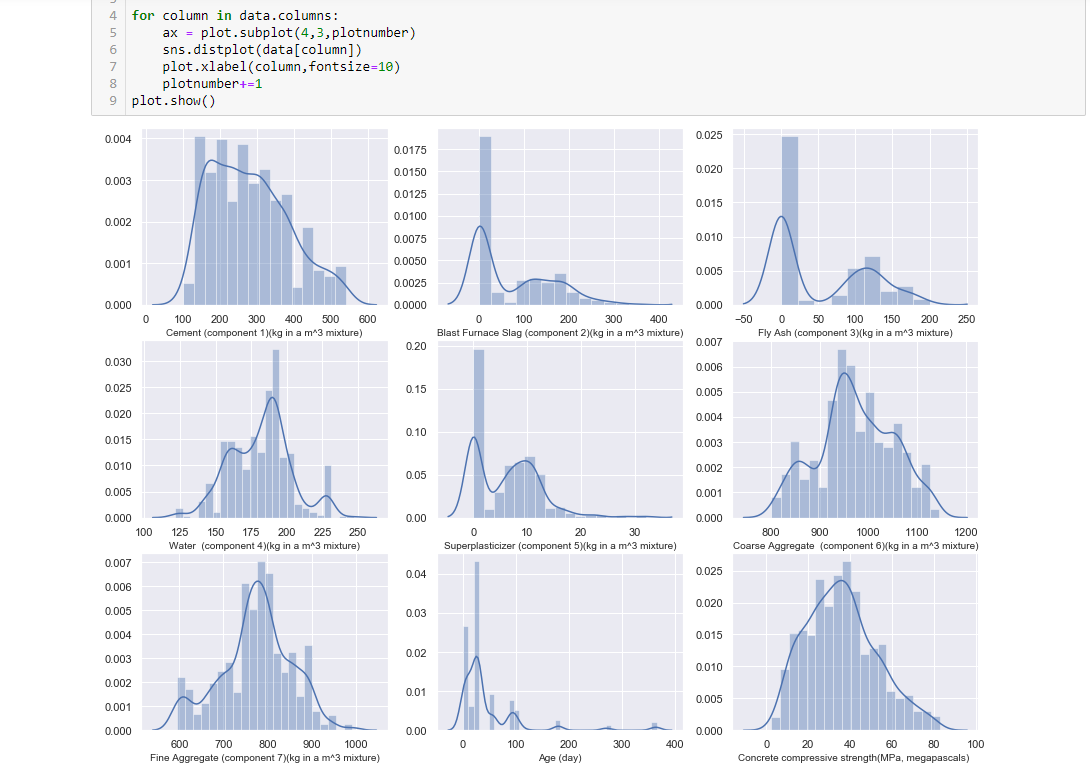 4 for column in data.columns:
5 ax = plot.subplot(4,3,plotnumber)
6 sns.distplot(data[column])
7 plot.xlabel(column,fontsize=10)
8 plotnumber+=1
9 plot.show()
0.004
0.003
0.002
0.001
0.000
0 100 200 300 400 500 600
Cement (component 1)(kg in a m^3 mixture)
0.0175
0.0150
0.0125
0.0100
0.0075
0.0050
0.0025
0.0000
0 100 200 300 400
Blast Furnace Slag (component 2)(kg in a m^3 mixture)
0.025
0.020
0.015
0.010
0.005
0.000
−50 0 50 100 150 200 250
Fly Ash (component 3)(kg in a m^3 mixture)
0.030
0.025
0.020
0.015
0.010
0.005
0.000
100 125 150 175 200 225 250
Water (component 4)(kg in a m^3 mixture)
0.20
0.15
0.10
0.05
0.00
0 10 20 30
Superplasticizer (component 5)(kg in a m^3 mixture)
0.007
0.006
0.005
0.004
0.003
0.002
0.001
0.000
800 900 1000 1100 1200
Coarse Aggregate (component 6)(kg in a m^3 mixture)
0.007
0.006
0.005
0.004
0.003
0.002
0.001
0.000
600 700 800 900 1000
Fine Aggregate (component 7)(kg in a m^3 mixture)
0.04
0.03
0.02
0.01
0.00
0 100 200 300 400
Age (day)
0.025
0.020
0.015
0.010
0.005
0.000
0 20 40 60 80 100
Concrete compressive strength(MPa, megapascals)